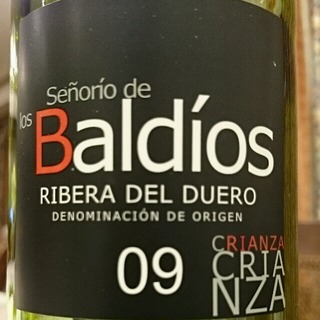 Señorío de
los
Baldíos
RIBERA DEL DUERO
DENOMINACIÓN DE ORIGEN
09
CRIANZA
CRIA
NZA